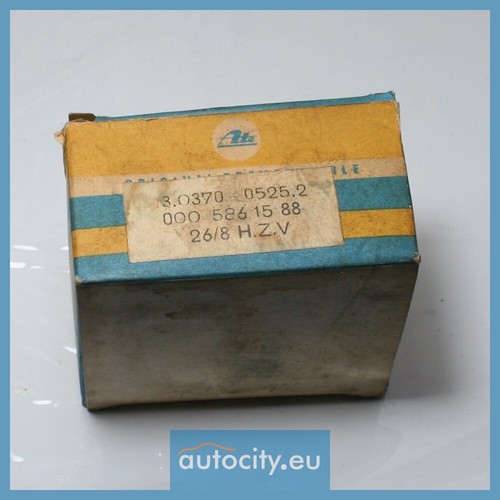 Ate
3.0370 0525.2
000 586 15 88
26/8 H.Z.V
autocity.eu